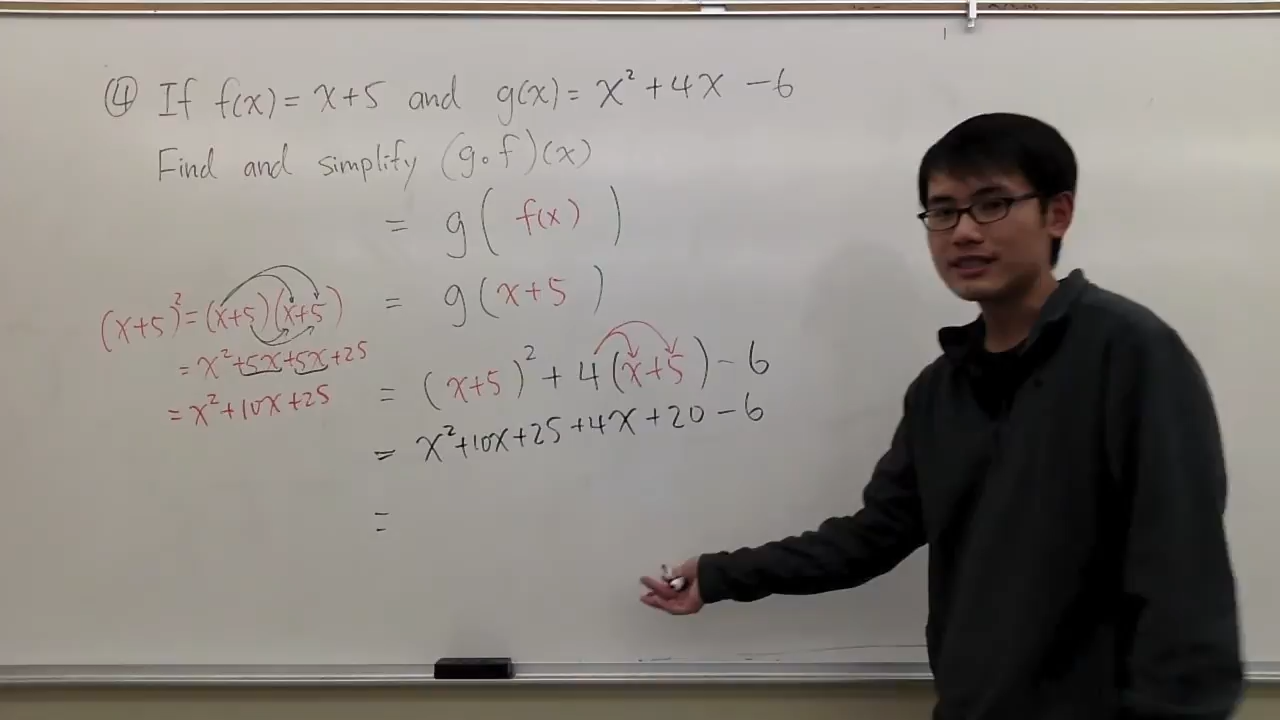 ④ If f(x) = x+5 and g(x) = x² + 4x - 6
Find and simplify (g∘f)(x)
= g( f(x) )
= g(x+5)
= (x+5)² + 4(x+5) - 6
= x²+10x+25+4x+20-6
=
(x+5)² = (x+5)(x+5)
= x²+5x+5x+25
= x²+10x+25